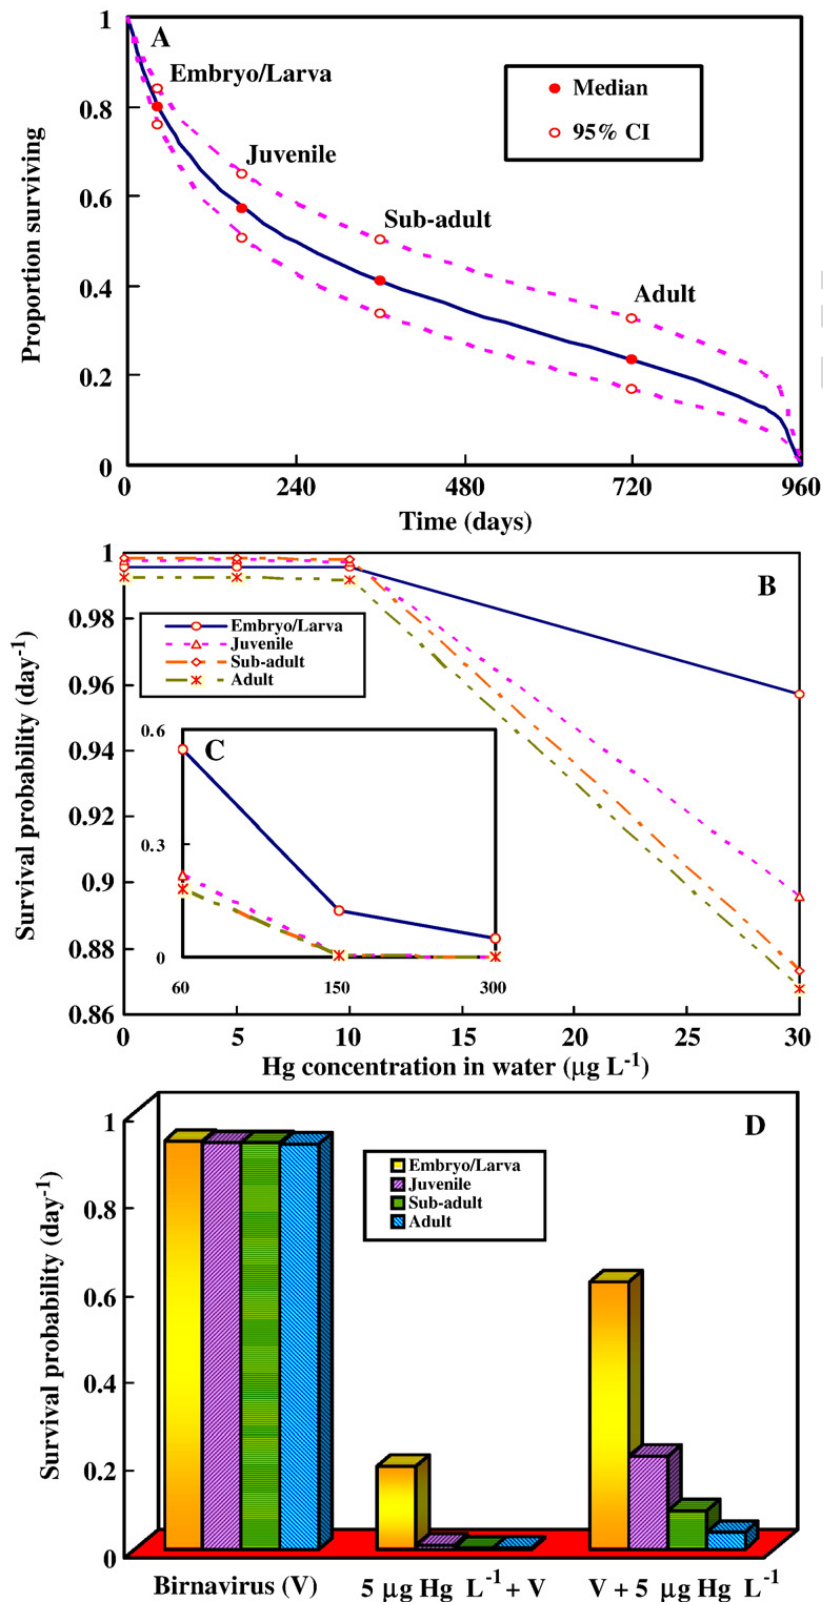 A
Embryo/Larva
Juvenile
Sub-adult
Adult
Median
95% CI
Proportion surviving
1
0.8
0.6
0.4
0.2
0
0 240 480 720 960
Time (days)
B
Embryo/Larva
Juvenile
Sub-adult
Adult
Survival probability (day⁻¹)
1
0.98
0.96
0.94
0.92
0.9
0.88
0.86
0 5 10 15 20 25 30
Hg concentration in water (μg L⁻¹)
C
0.6
0.3
0
60 150 300
D
Embryo/Larva
Juvenile
Sub-adult
Adult
Survival probability (day⁻¹)
1
0.8
0.6
0.4
0.2
0
Birnavirus (V) 5 μg Hg L⁻¹ + V V + 5 μg Hg L⁻¹